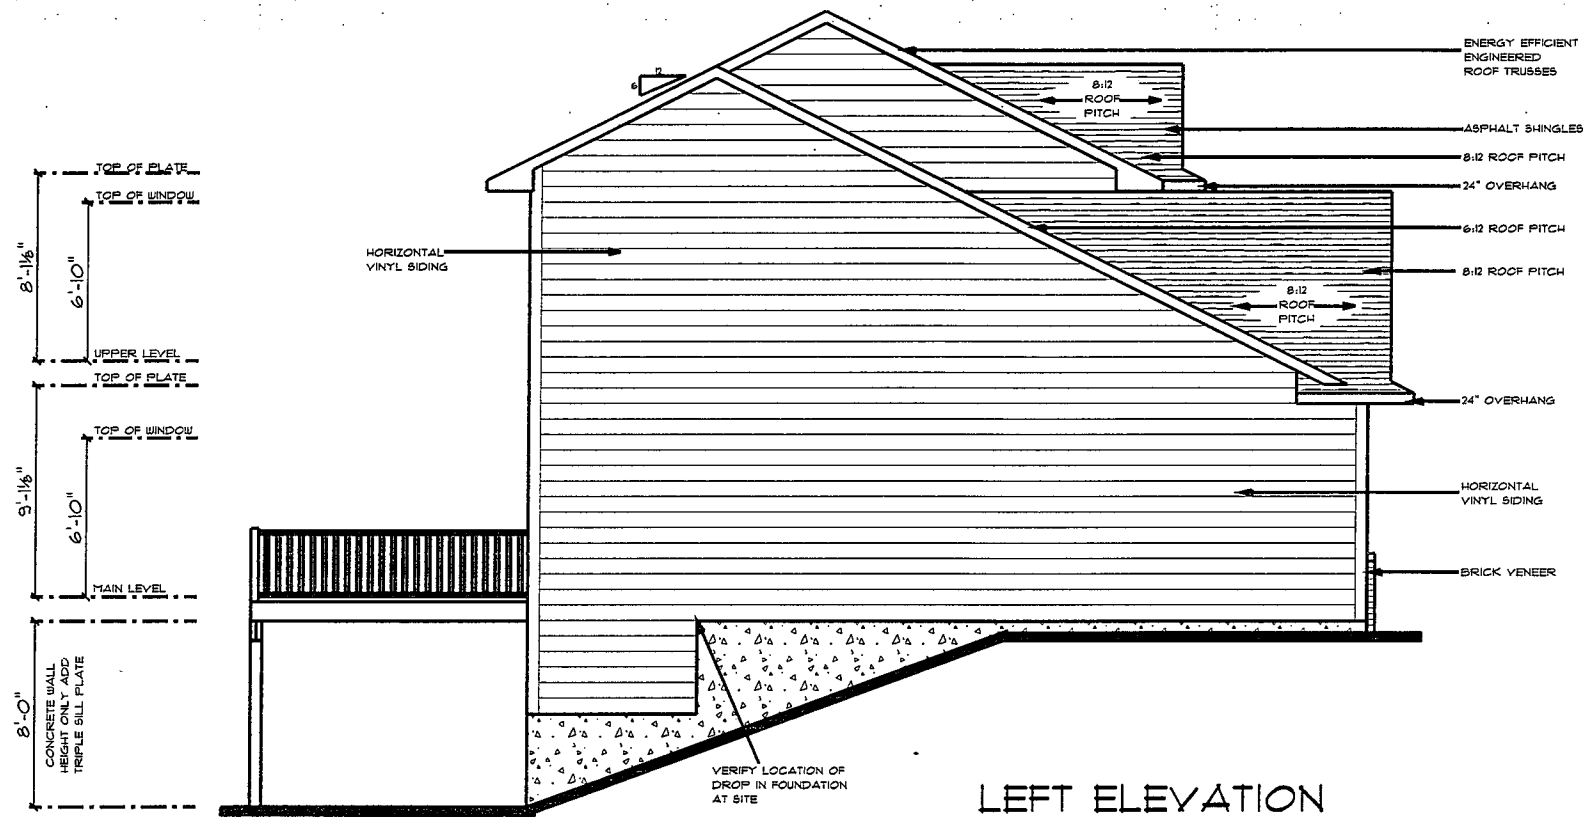 ENERGY EFFICIENT
ENGINEERED
ROOF TRUSSES
12
6
8:12
ROOF
PITCH
ASPHALT SHINGLES
8:12 ROOF PITCH
24" OVERHANG
6:12 ROOF PITCH
8:12 ROOF PITCH
8:12
ROOF
PITCH
24" OVERHANG
HORIZONTAL
VINYL SIDING
BRICK VENEER
HORIZONTAL
VINYL SIDING
TOP OF PLATE
TOP OF WINDOW
8'-1⅛"
6'-10"
UPPER LEVEL
TOP OF PLATE
TOP OF WINDOW
9'-1⅛"
6'-10"
MAIN LEVEL
8'-0"
CONCRETE WALL
HEIGHT ONLY ADD
TRIPLE SILL PLATE
VERIFY LOCATION OF
DROP IN FOUNDATION
AT SITE
LEFT ELEVATION